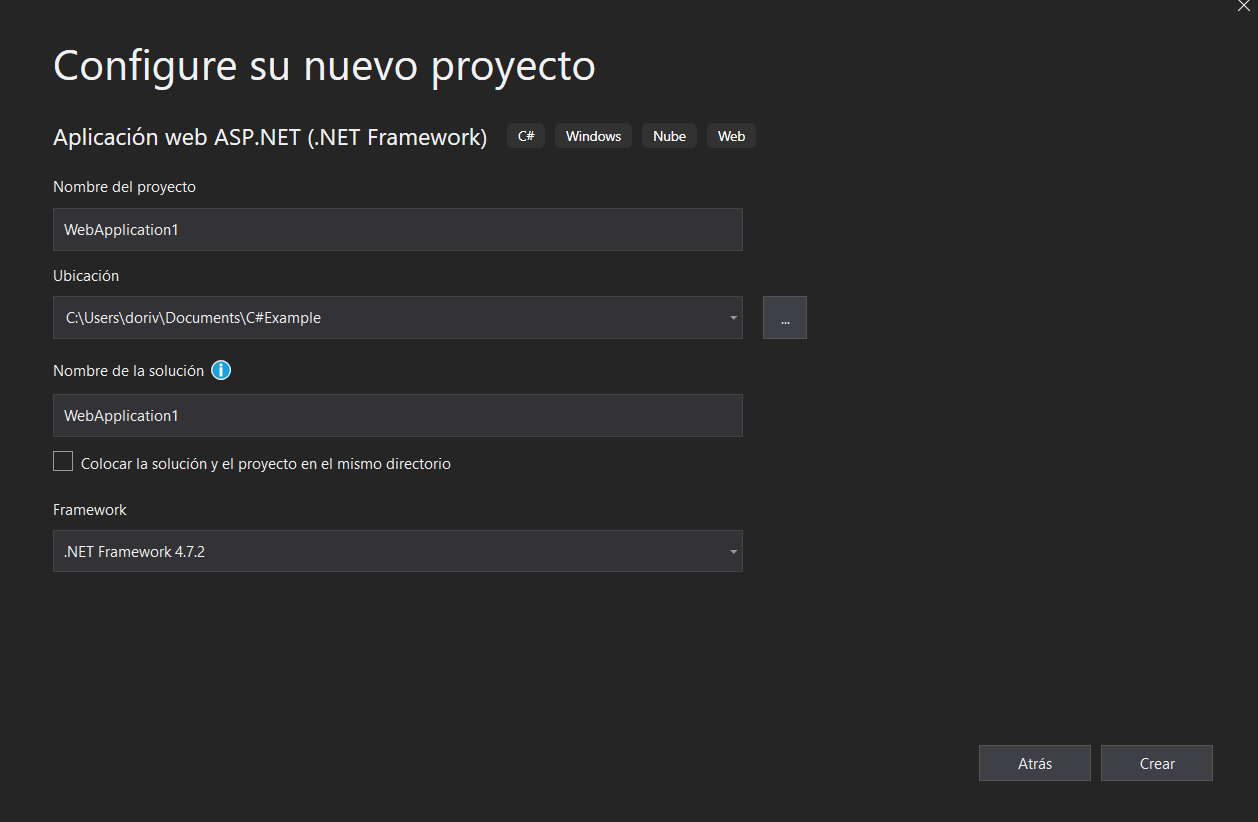 Configure su nuevo proyecto
Aplicación web ASP.NET (.NET Framework) C# Windows Nube Web
Nombre del proyecto
WebApplication1
Ubicación
C:\Users\doriv\Documents\C#Example
...
Nombre de la solución
WebApplication1
Colocar la solución y el proyecto en el mismo directorio
Framework
.NET Framework 4.7.2
Atrás Crear